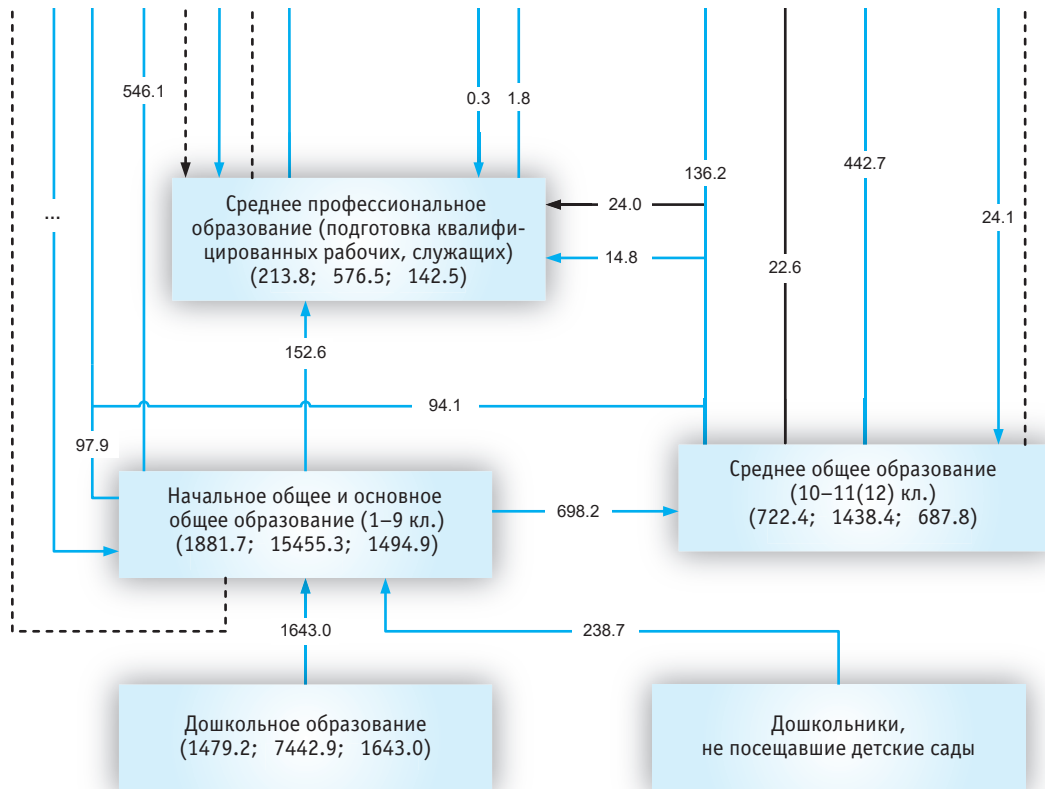 546.1
0.3
1.8
136.2
442.7
...
24.0
24.1
Среднее профессиональное
образование (подготовка квалифи-
цированных рабочих, служащих)
(213.8; 576.5; 142.5)
14.8
22.6
152.6
94.1
97.9
Начальное общее и основное
общее образование (1–9 кл.)
(1881.7; 15455.3; 1494.9)
698.2
Среднее общее образование
(10–11(12) кл.)
(722.4; 1438.4; 687.8)
1643.0
238.7
Дошкольное образование
(1479.2; 7442.9; 1643.0)
Дошкольники,
не посещавшие детские сады